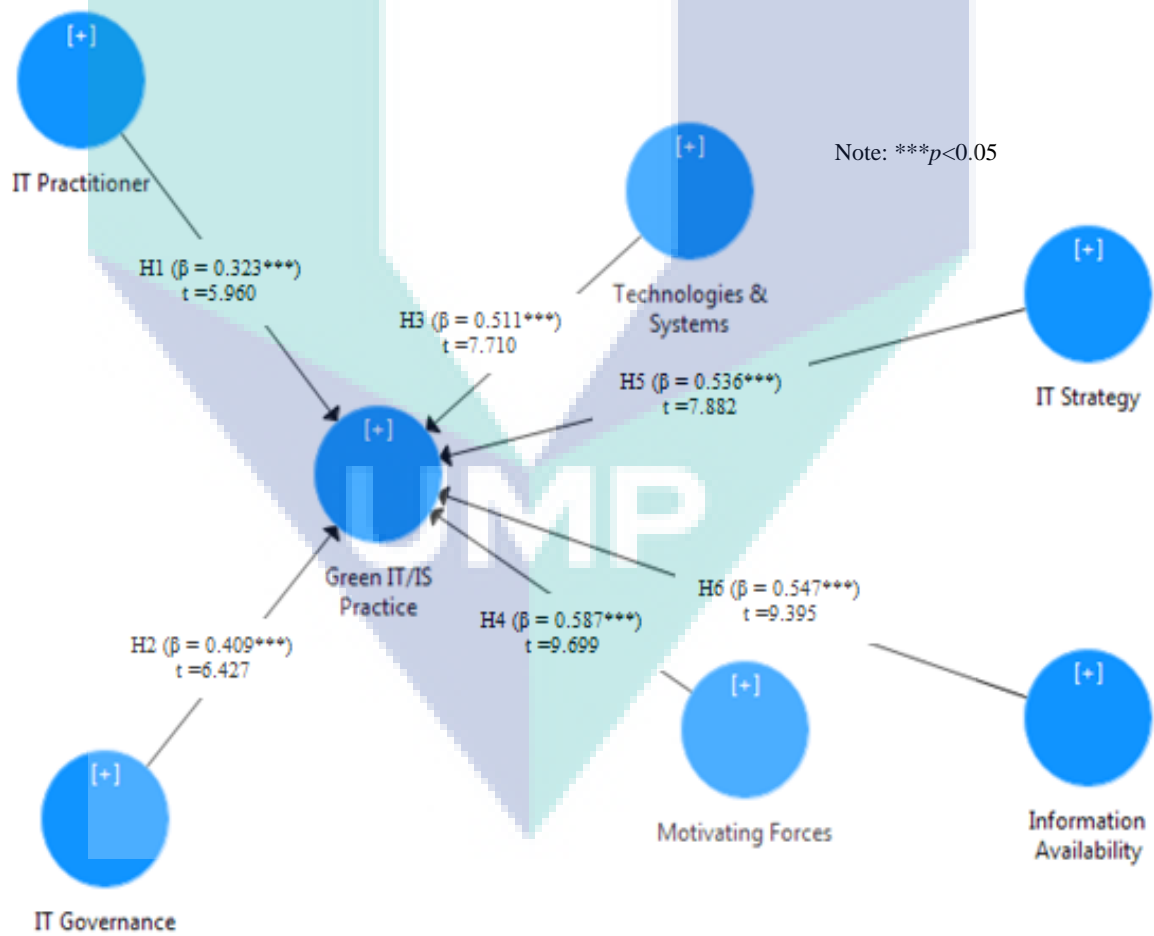 [+]
IT Practitioner
[+]
Technologies &
Systems
Note: ***p<0.05
[+]
IT Strategy
H1 (β = 0.323***)
t =5.960
H3 (β = 0.511***)
t =7.710
H5 (β = 0.536***)
t =7.882
[+]
Green IT/IS
Practice
UMP
H6 (β = 0.547***)
t =9.395
H4 (β = 0.587***)
t =9.699
H2 (β = 0.409***)
t =6.427
[+]
Motivating Forces
[+]
Information
Availability
[+]
IT Governance